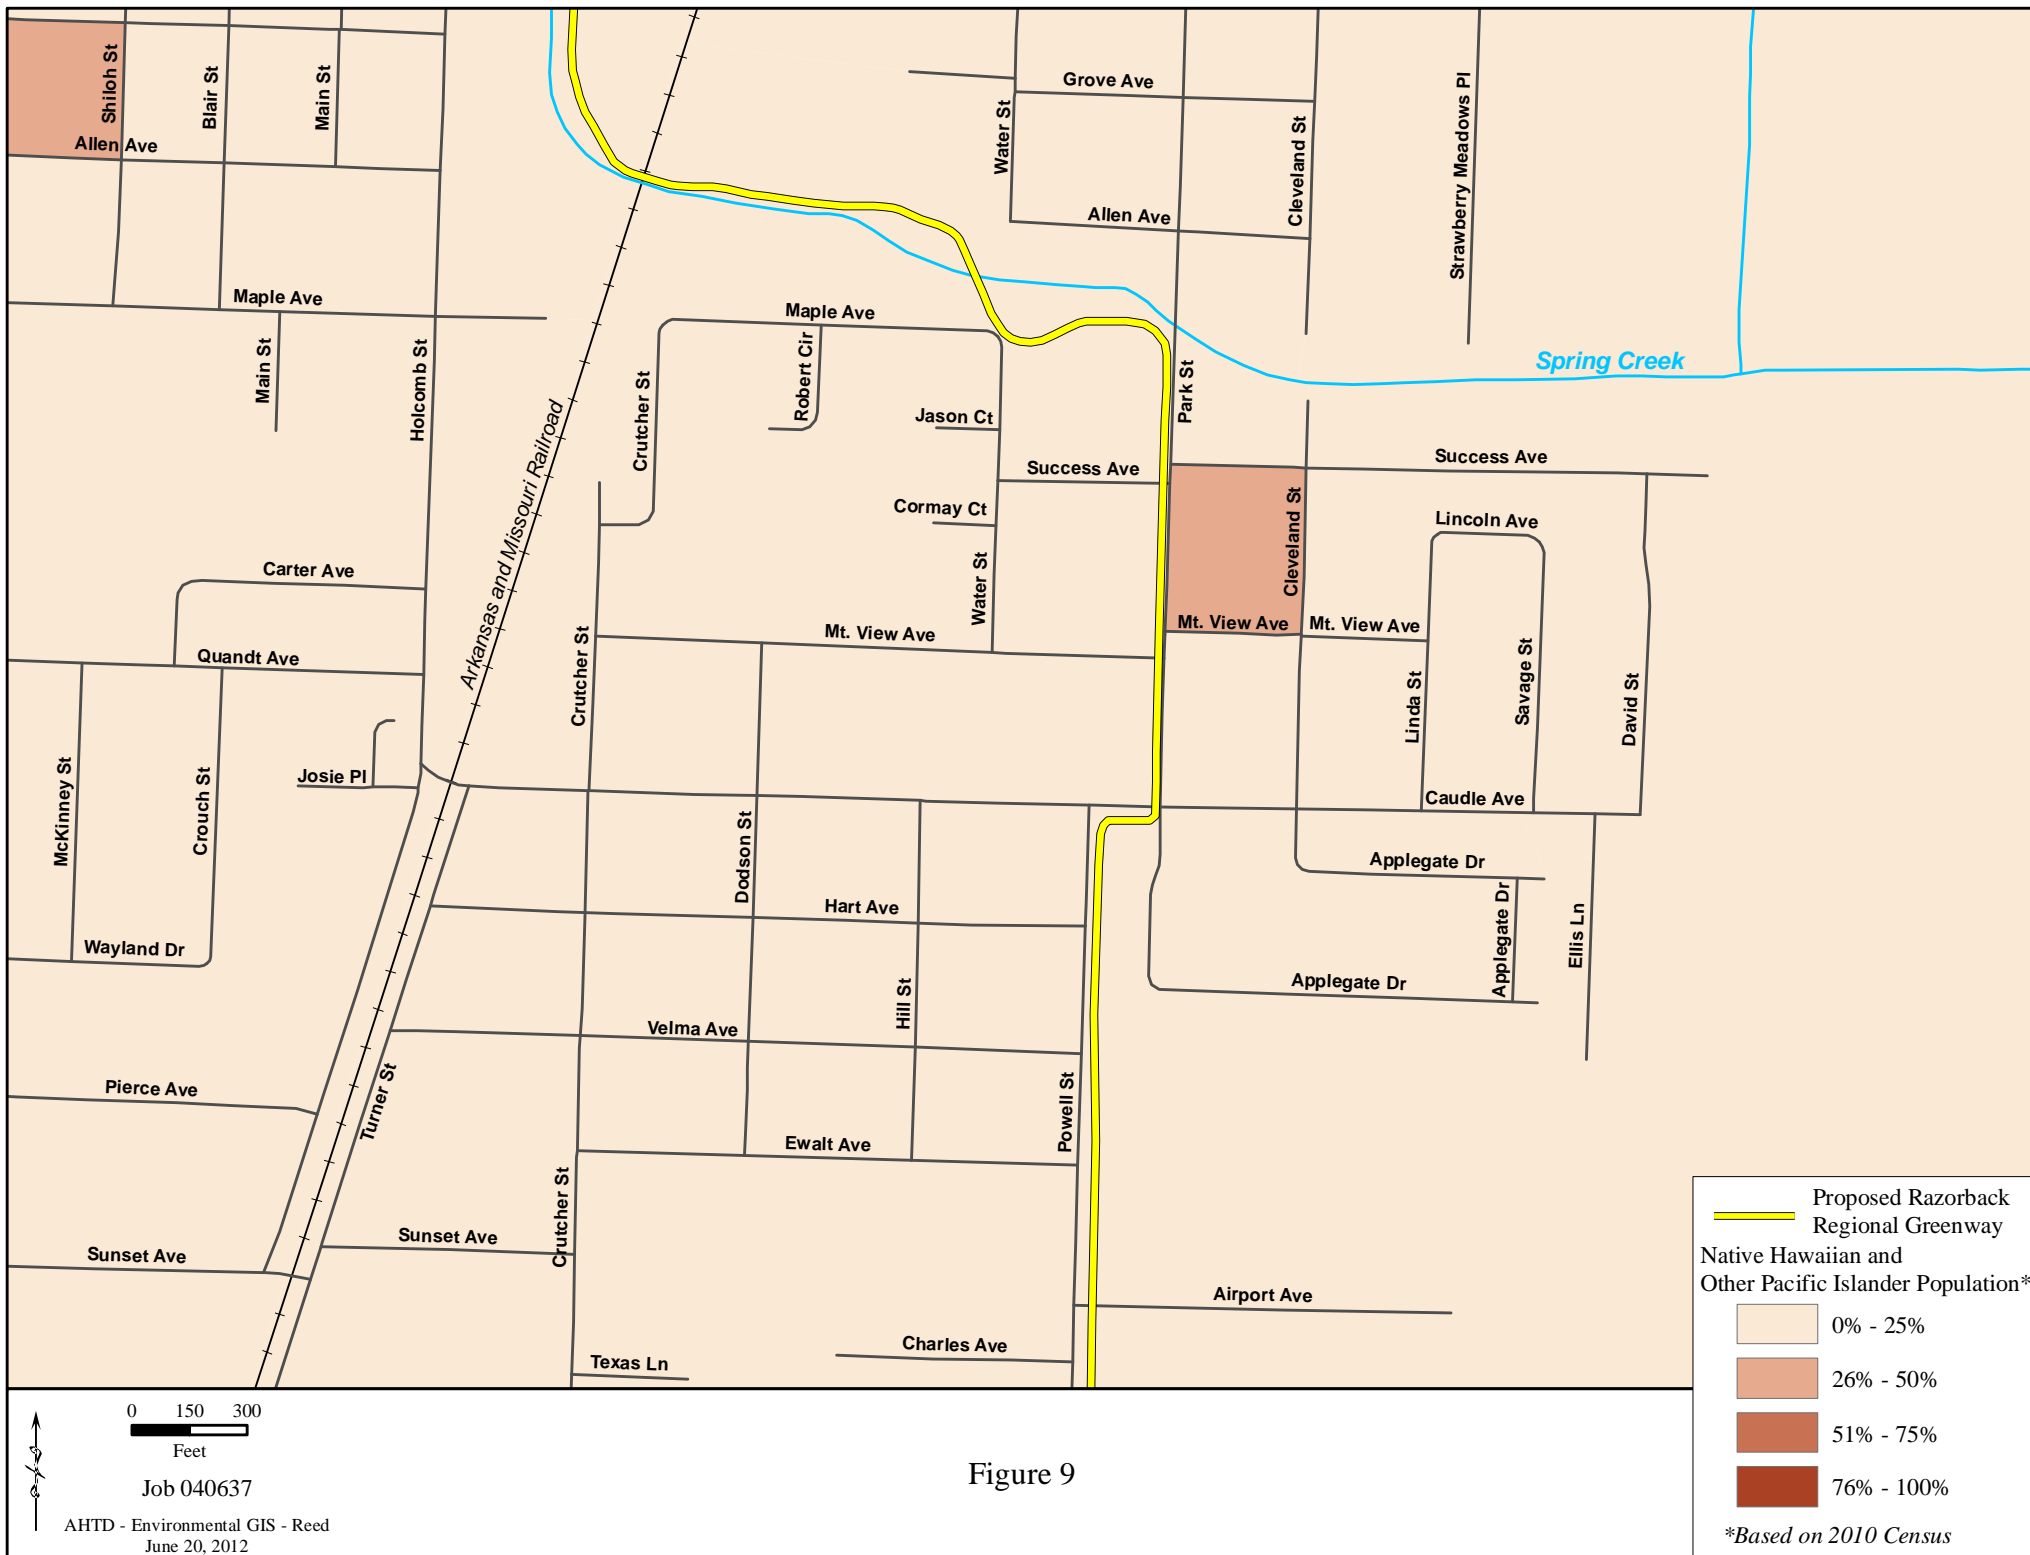 Shiloh St
Blair St
Main St
Allen Ave
Grove Ave
Water St
Cleveland St
Strawberry Meadows Pl
Allen Ave
Maple Ave
Main St
Holcomb St
Maple Ave
Robert Cir
Crutcher St
Jason Ct
Park St
Spring Creek
Arkansas and Missouri Railroad
Success Ave
Success Ave
Cormay Ct
Cleveland St
Lincoln Ave
Carter Ave
Water St
Mt. View Ave
Mt. View Ave
Mt. View Ave
Quandt Ave
Crutcher St
Linda St
Savage St
David St
McKinney St
Crouch St
Josie Pl
Caudle Ave
Dodson St
Applegate Dr
Hart Ave
Applegate Dr
Ellis Ln
Wayland Dr
Applegate Dr
Hill St
Velma Ave
Pierce Ave
Turner St
Powell St
Ewalt Ave
Crutcher St
Sunset Ave
Sunset Ave
Airport Ave
Charles Ave
Texas Ln
Proposed Razorback
Regional Greenway
Native Hawaiian and
Other Pacific Islander Population*
0% - 25%
26% - 50%
51% - 75%
76% - 100%
*Based on 2010 Census
0 150 300
Feet
Job 040637
AHTD - Environmental GIS - Reed
June 20, 2012
Figure 9